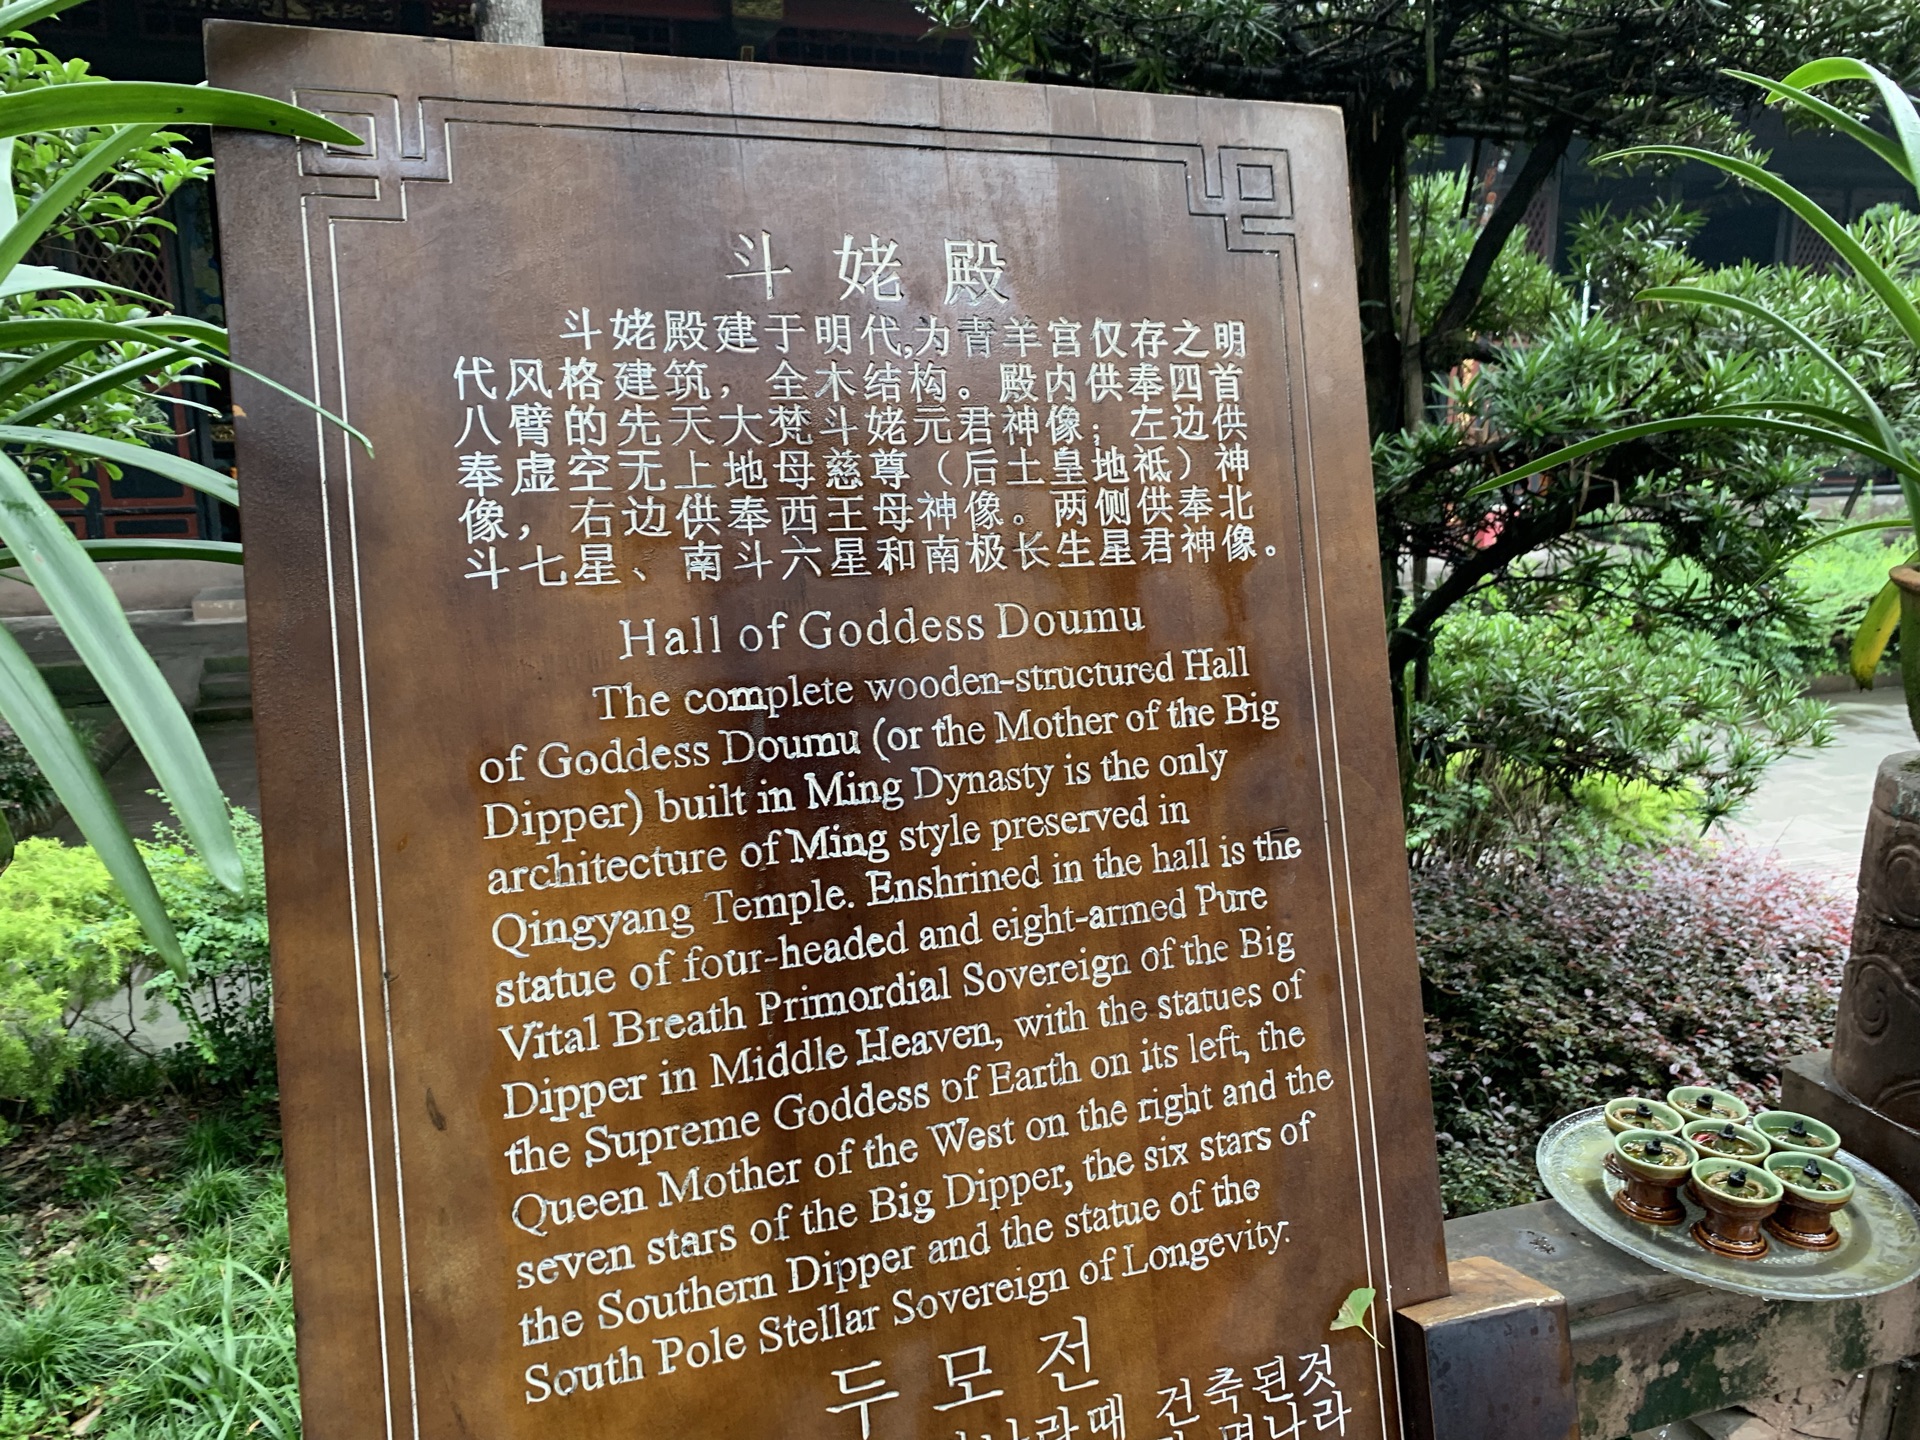 斗姥殿
斗姥殿建于明代,为青羊宫仅存之明
代风格建筑，全木结构。殿内供奉四首
八臂的先天大梵斗姥元君神像；左边供
奉虚空无上地母慈尊（后土皇地祗）神
像，右边供奉西王母神像。两侧供奉北
斗七星、南斗六星和南极长生星君神像。
Hall of Goddess Doumu
The complete wooden-structured Hall
of Goddess Doumu (or the Mother of the Big
Dipper) built in Ming Dynasty is the only
architecture of Ming style preserved in
Qingyang Temple. Enshrined in the hall is the
statue of four-headed and eight-armed Pure
Vital Breath Primordial Sovereign of the Big
Dipper in Middle Heaven, with the statues of
the Supreme Goddess of Earth on its left, the
Queen Mother of the West on the right and the
seven stars of the Big Dipper, the six stars of
the Southern Dipper and the statue of the
South Pole Stellar Sovereign of Longevity.
두모전
건축된것
명나라